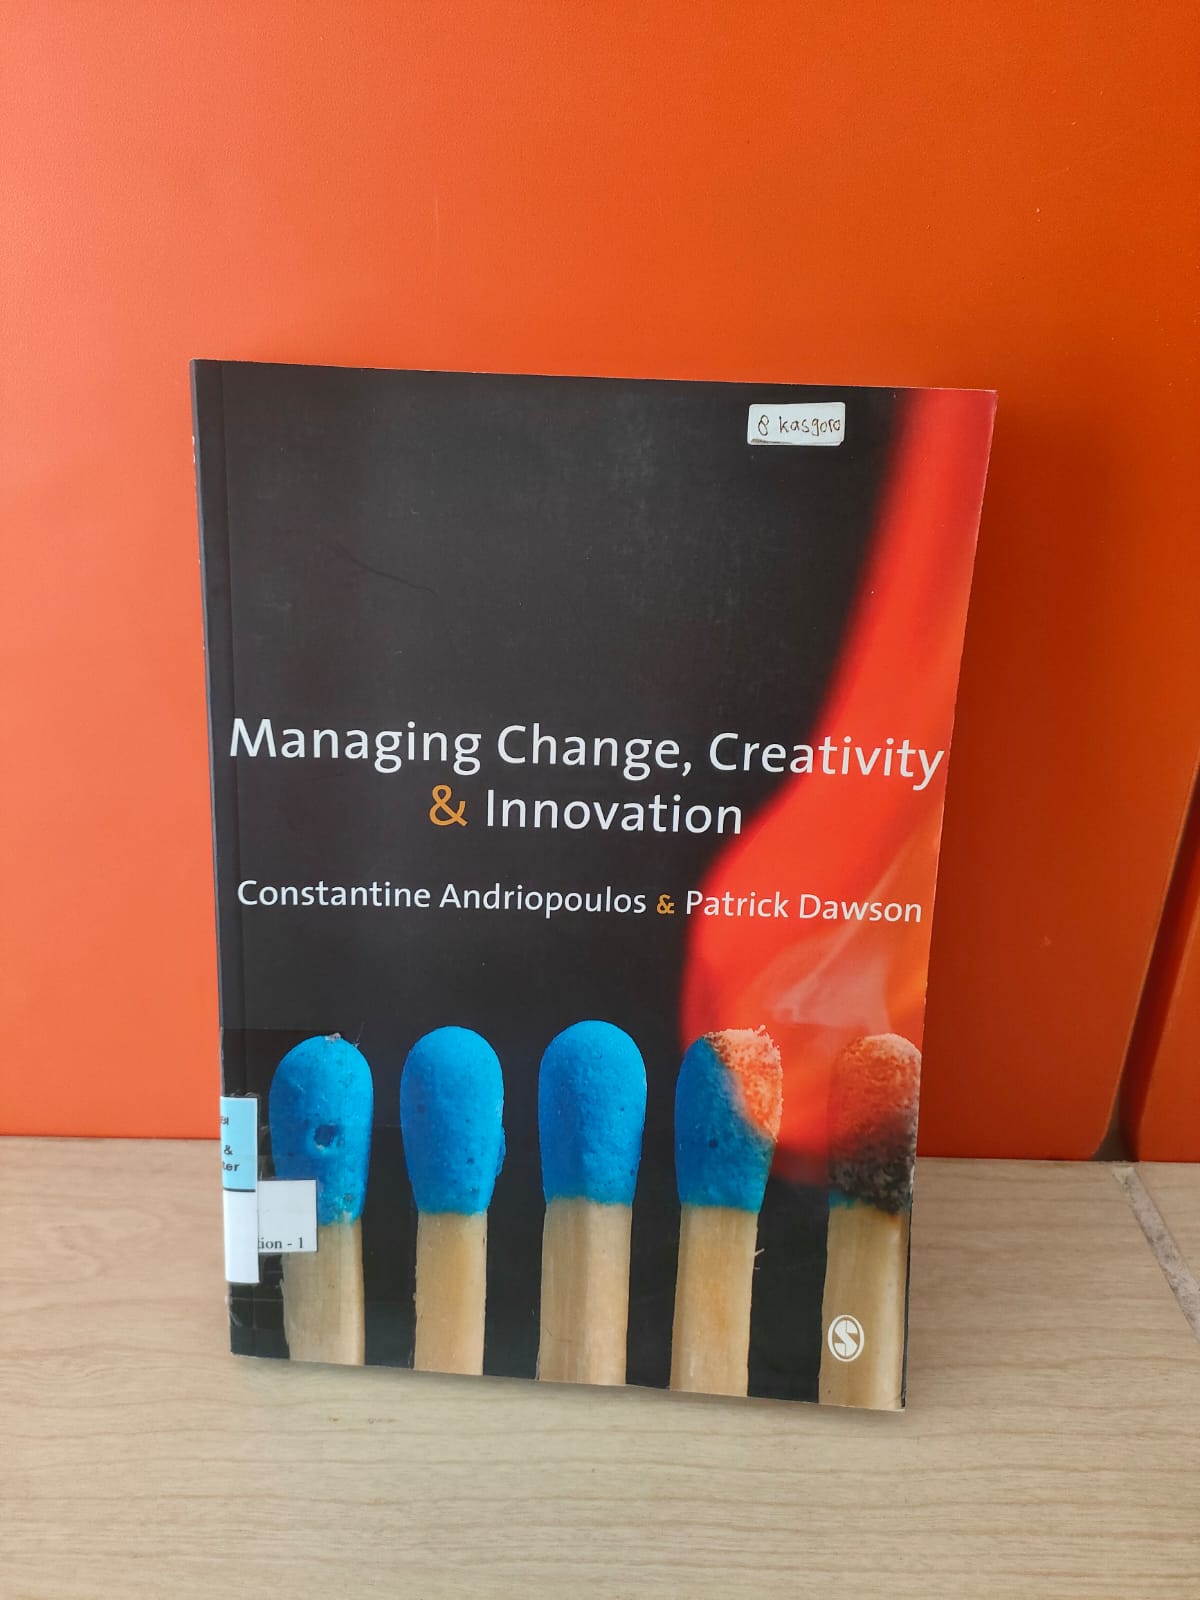 8 kasgoro
Managing Change, Creativity
& Innovation
Constantine Andriopoulos & Patrick Dawson
&
tion - 1
S